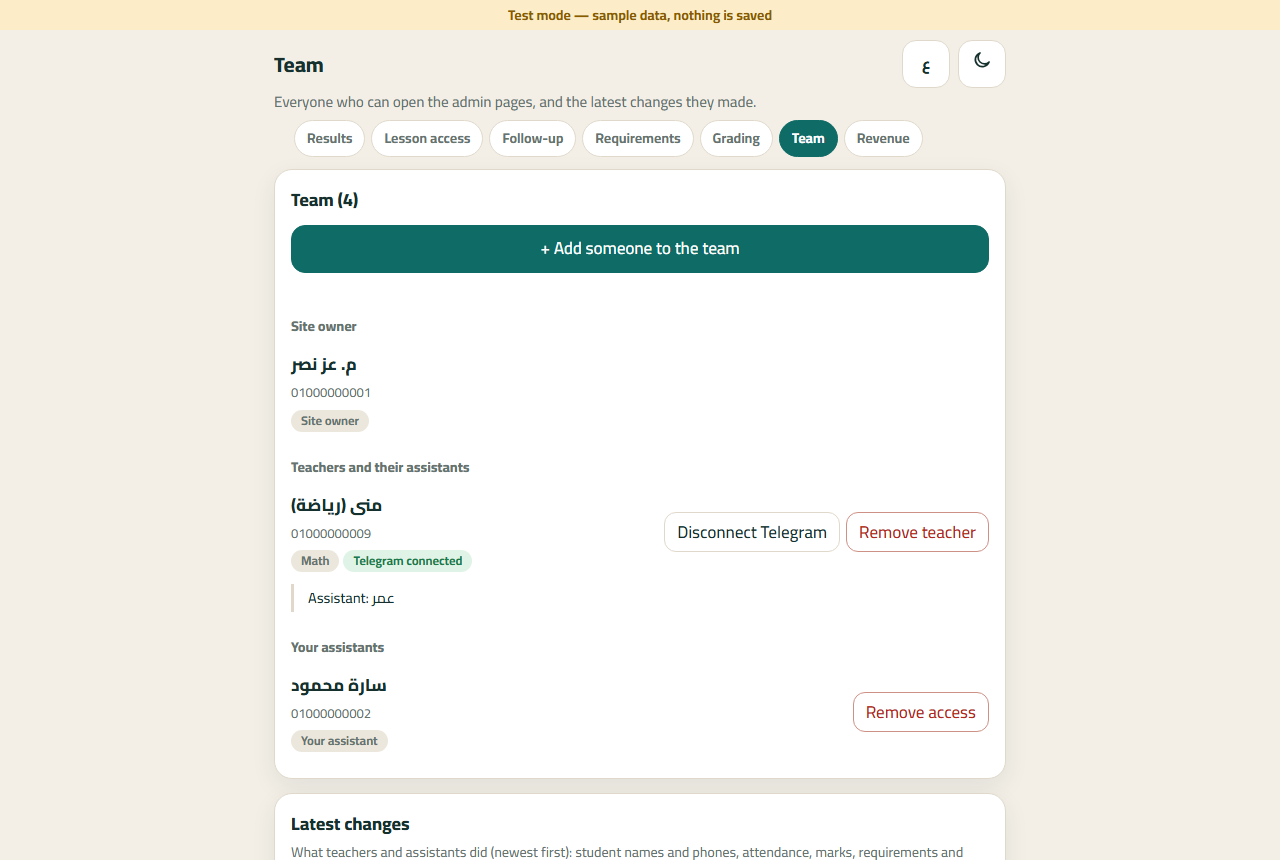 Test mode — sample data, nothing is saved
Team
ع
Everyone who can open the admin pages, and the latest changes they made.
Results
Lesson access
Follow-up
Requirements
Grading
Team
Revenue
Team (4)
+ Add someone to the team
Site owner
م. عز نصر
01000000001
Site owner
Teachers and their assistants
منى (رياضة)
01000000009
Math
Telegram connected
Disconnect Telegram
Remove teacher
Assistant: عمر
Your assistants
سارة محمود
01000000002
Your assistant
Remove access
Latest changes
What teachers and assistants did (newest first): student names and phones, attendance, marks, requirements and